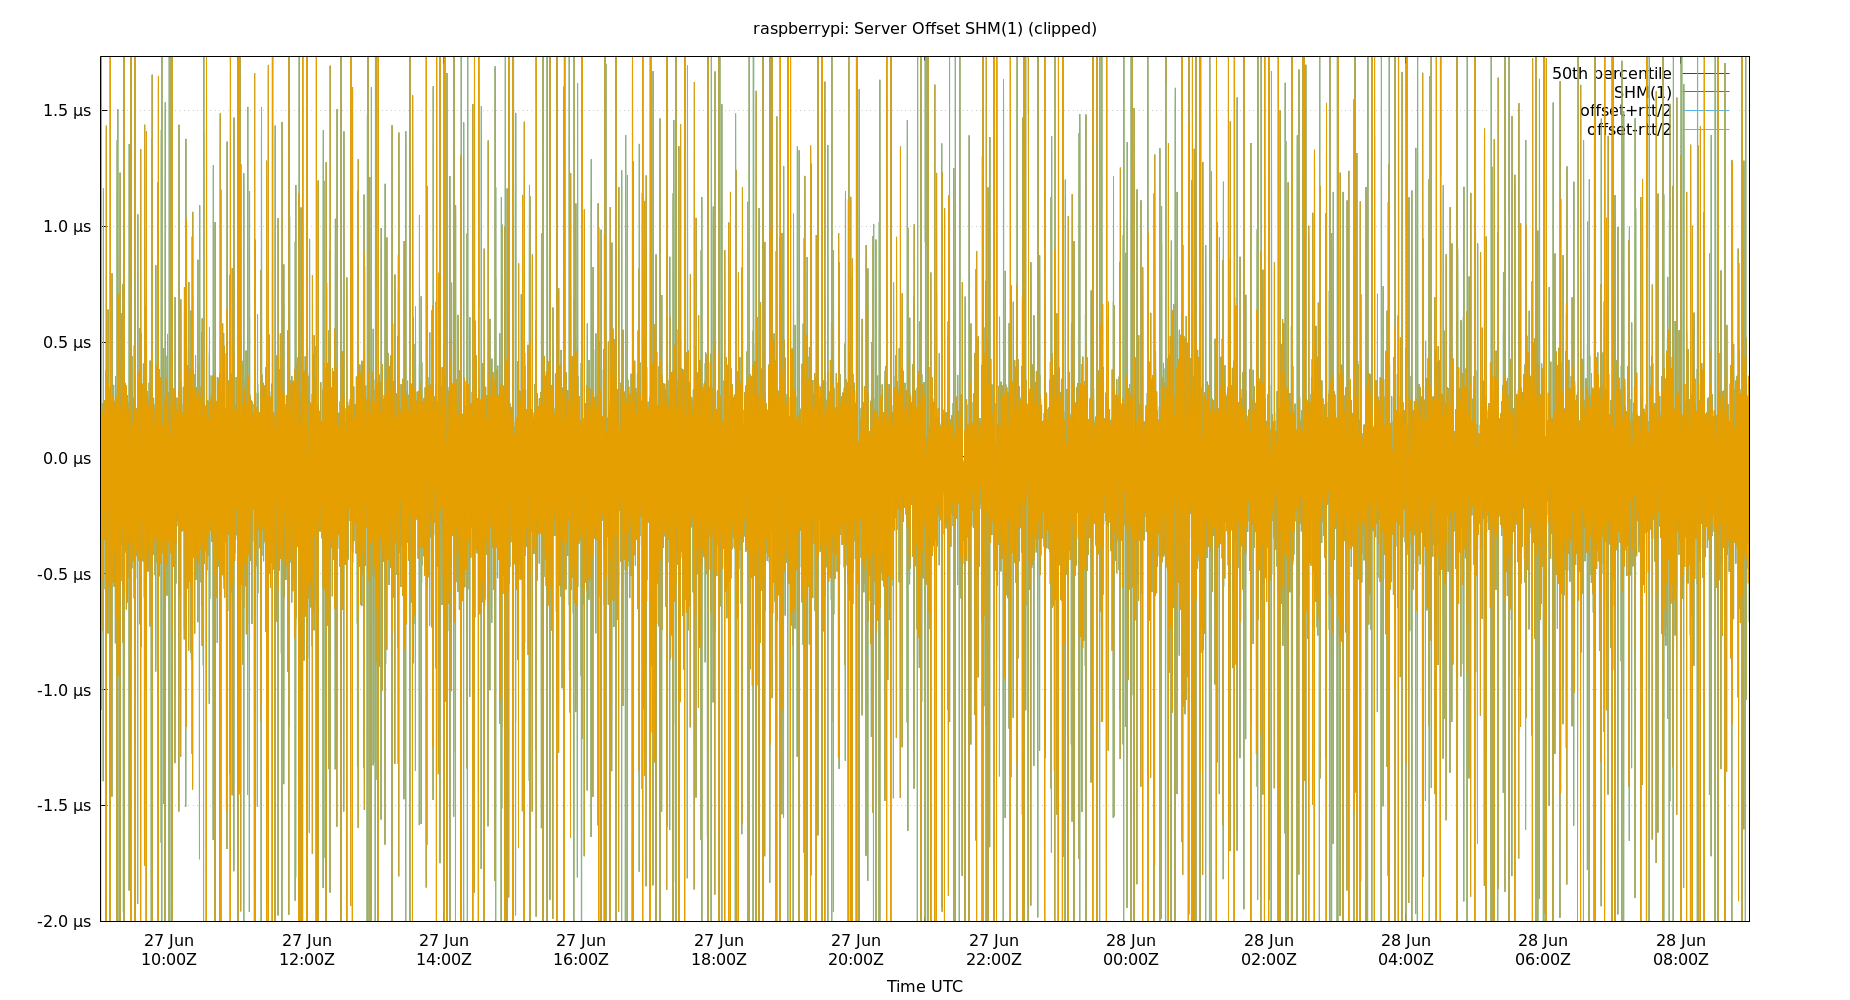 raspberrypi: Server Offset SHM(1) (clipped)
50th percentile
SHM(1)
offset+rtt/2
offset-rtt/2
1.5 µs
1.0 µs
0.5 µs
0.0 µs
-0.5 µs
-1.0 µs
-1.5 µs
-2.0 µs
27 Jun 27 Jun 27 Jun 27 Jun 27 Jun 27 Jun 27 Jun 28 Jun 28 Jun 28 Jun 28 Jun 28 Jun
10:00Z 12:00Z 14:00Z 16:00Z 18:00Z 20:00Z 22:00Z 00:00Z 02:00Z 04:00Z 06:00Z 08:00Z
Time UTC